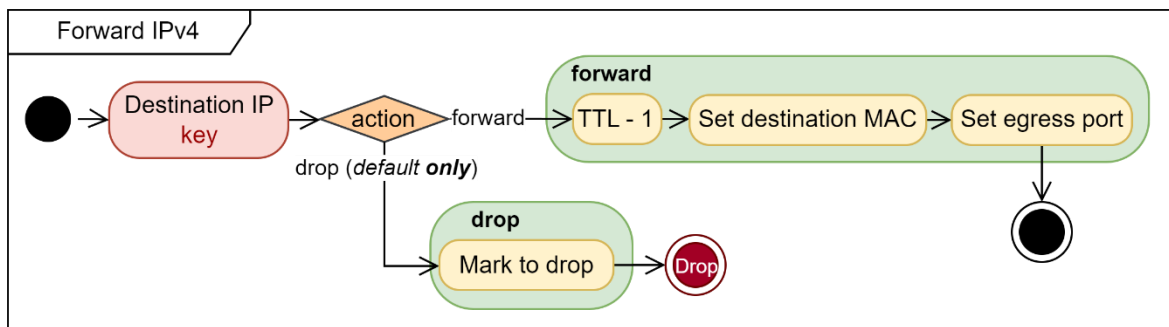 Forward IPv4
Destination IP
key
action
forward
forward
TTL - 1
Set destination MAC
Set egress port
drop (default only)
drop
Mark to drop
Drop